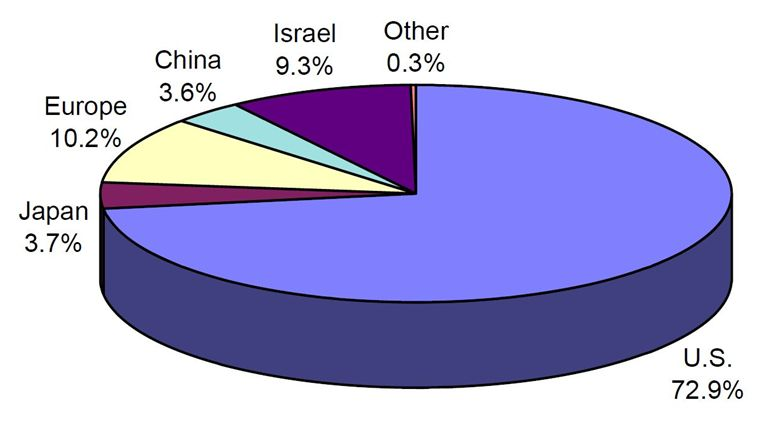 Israel
9.3%
Other
0.3%
China
3.6%
Europe
10.2%
Japan
3.7%
U.S.
72.9%